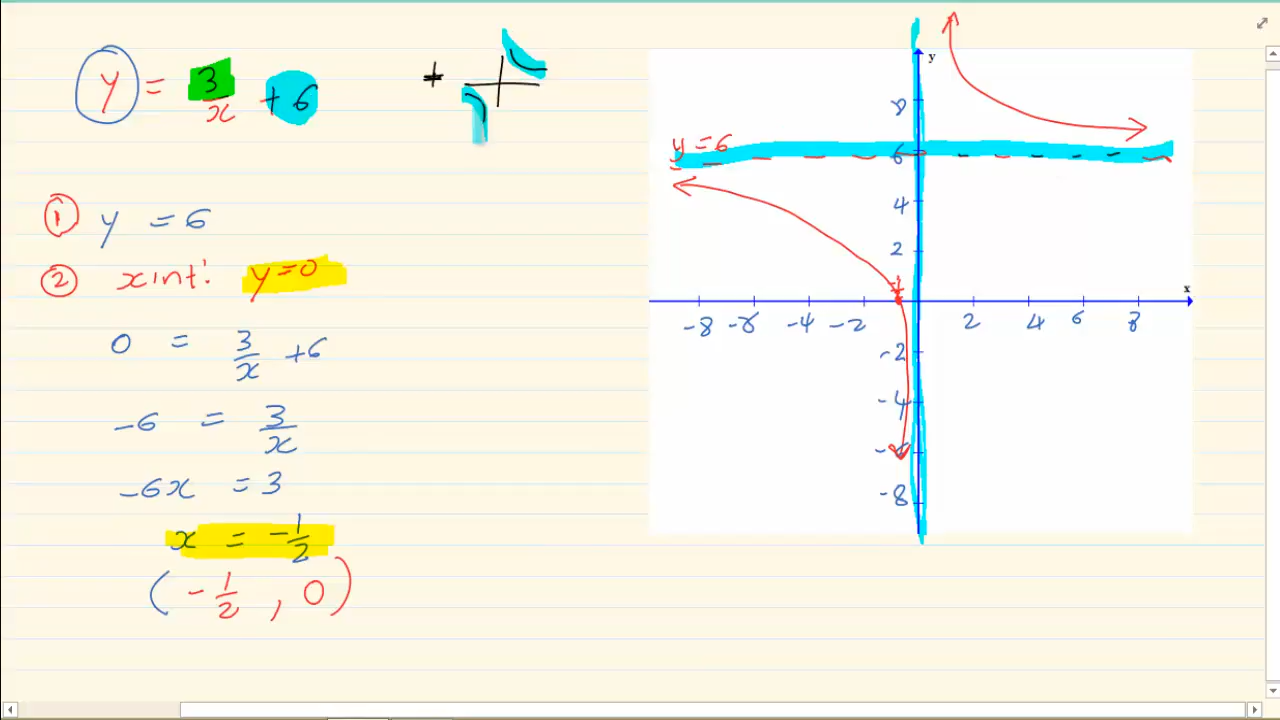 y = 3/x + 6
+
① y = 6
② x int: y = 0
0 = 3/x + 6
-6 = 3/x
-6x = 3
x = -1/2
(-1/2, 0)
y
8
y = 6
6
4
2
x
-8 -6 -4 -2 2 4 6 8
-2
-4
-6
-8